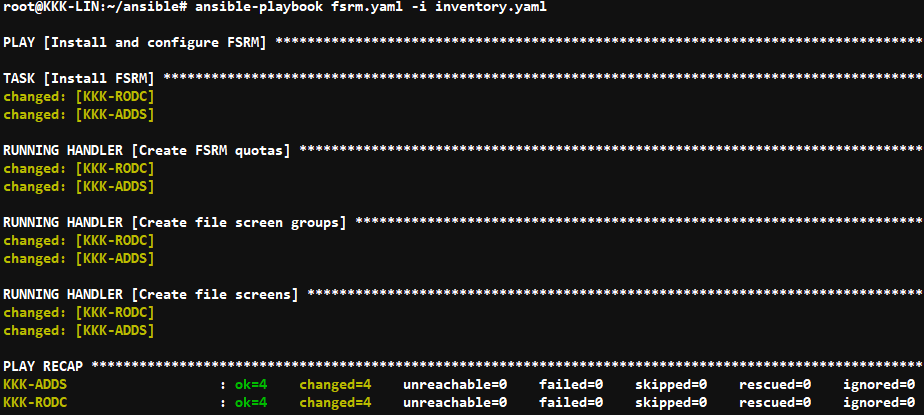 root@KKK-LIN:~/ansible# ansible-playbook fsrm.yaml -i inventory.yaml
PLAY [Install and configure FSRM] *********************************************************************************
TASK [Install FSRM] ***********************************************************************************************
changed: [KKK-RODC]
changed: [KKK-ADDS]
RUNNING HANDLER [Create FSRM quotas] ******************************************************************************
changed: [KKK-RODC]
changed: [KKK-ADDS]
RUNNING HANDLER [Create file screen groups] ***********************************************************************
changed: [KKK-RODC]
changed: [KKK-ADDS]
RUNNING HANDLER [Create file screens] *****************************************************************************
changed: [KKK-RODC]
changed: [KKK-ADDS]
PLAY RECAP ********************************************************************************************************
KKK-ADDS                   : ok=4    changed=4    unreachable=0    failed=0    skipped=0    rescued=0    ignored=0
KKK-RODC                   : ok=4    changed=4    unreachable=0    failed=0    skipped=0    rescued=0    ignored=0